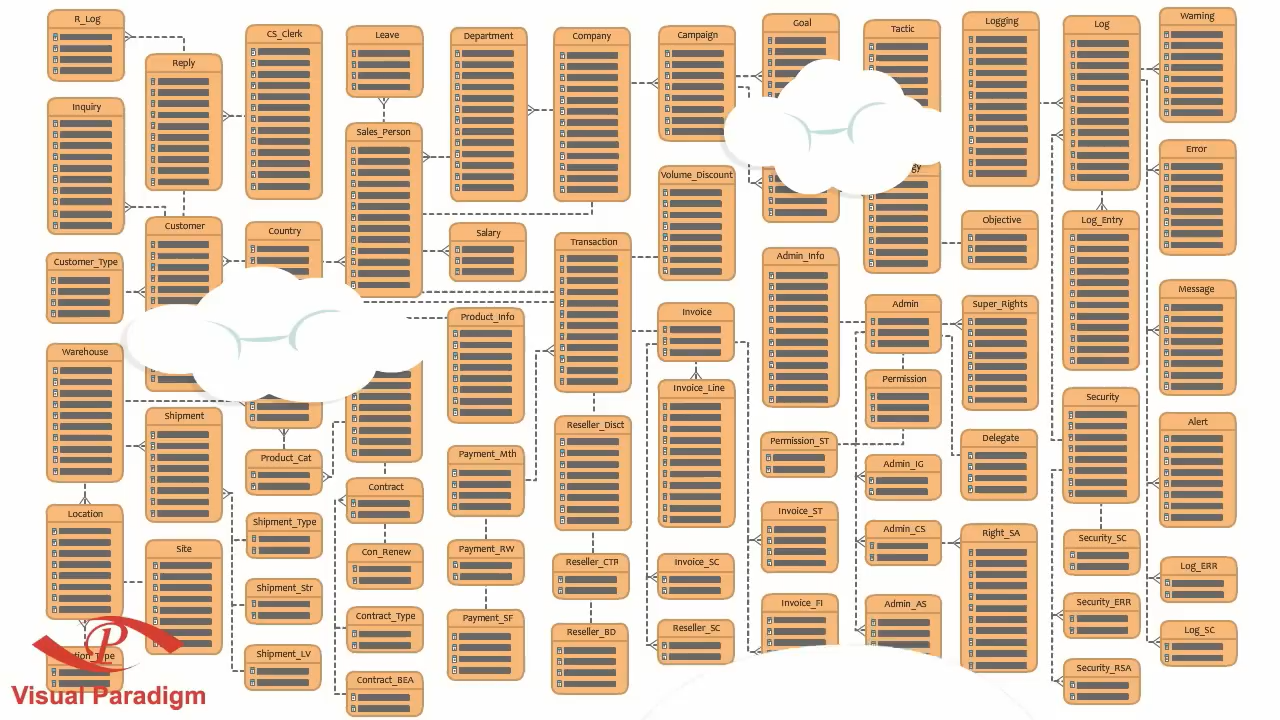 R_Log
Inquiry
Customer_Type
Warehouse
Location
Reply
Customer
Shipment
Site
CS_Clerk
Country
Product_Cat
Shipment_Type
Shipment_Str
Shipment_LV
Leave
Sales_Person
Contract
Con_Renew
Contract_Type
Contract_BEA
Department
Salary
Product_Info
Payment_Mth
Payment_RW
Payment_SF
Company
Transaction
Reseller_Disct
Reseller_CTR
Reseller_BD
Campaign
Volume_Discount
Invoice
Invoice_Line
Invoice_SC
Reseller_SC
Goal
Admin_Info
Permission_ST
Invoice_ST
Invoice_FI
Tactic
Admin
Permission
Admin_IG
Admin_CS
Admin_AS
Logging
Objective
Super_Rights
Delegate
Right_SA
Log
Log_Entry
Security
Security_SC
Security_ERR
Security_RSA
Warning
Error
Message
Alert
Log_ERR
Log_SC
Visual Paradigm